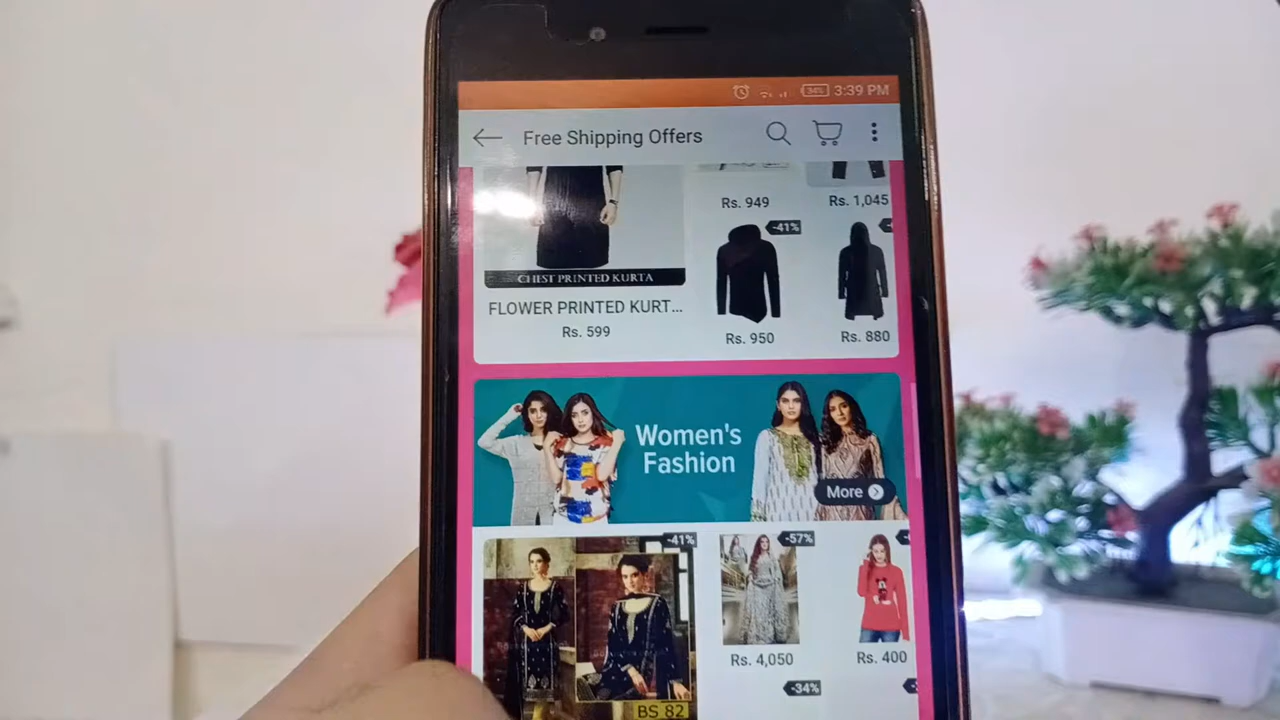 34%
3:39 PM
Free Shipping Offers
Rs. 949
Rs. 1,045
-41%
CHEST PRINTED KURTA
FLOWER PRINTED KURT...
Rs. 599
Rs. 950
Rs. 880
Women's
Fashion
More
-41%
-57%
Rs. 4,050
Rs. 400
-34%
BS 82